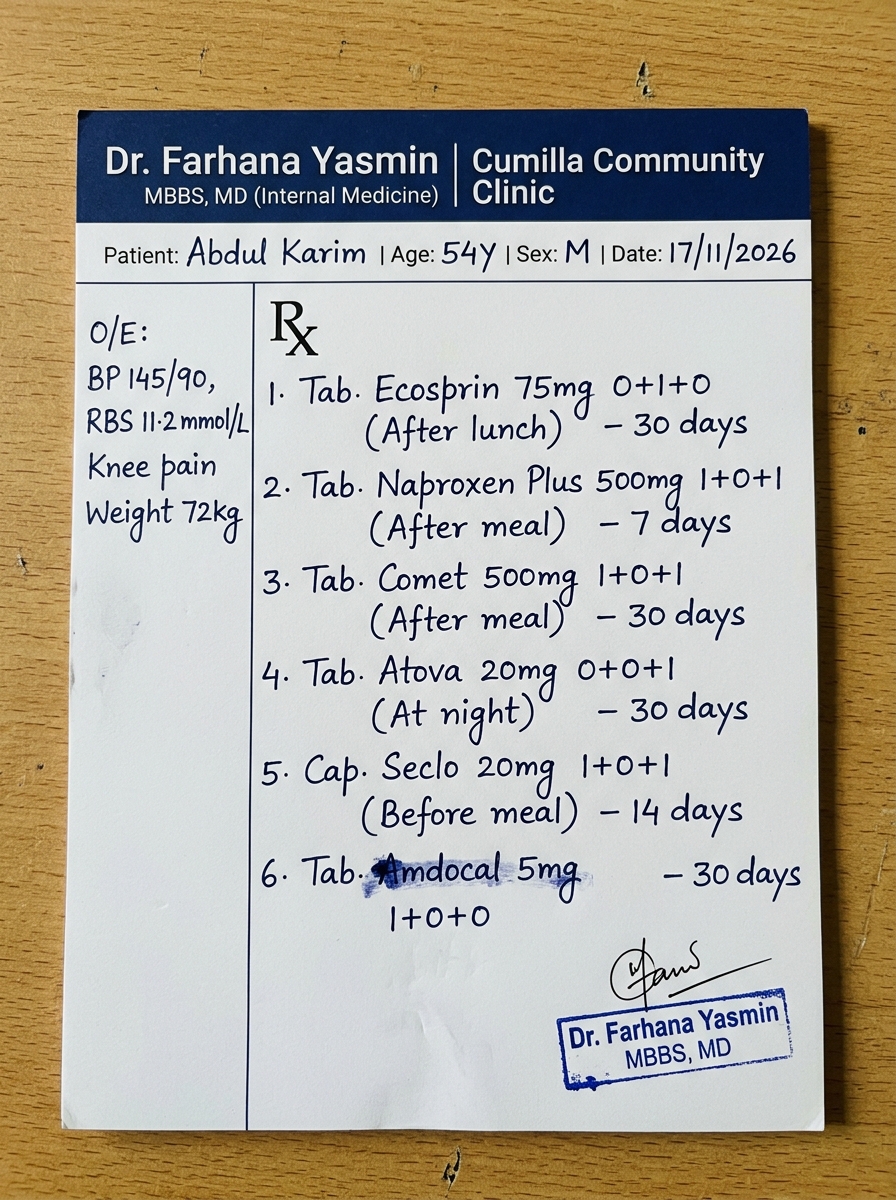 Dr. Farhana Yasmin
MBBS, MD (Internal Medicine)
Cumilla Community
Clinic
Patient: Abdul Karim | Age: 54Y | Sex: M | Date: 17/11/2026
O/E:
BP 145/90,
RBS 11.2 mmol/L
Knee pain
Weight 72kg
Rx
1. Tab. Ecosprin 75mg 0+1+0
(After lunch) - 30 days
2. Tab. Naproxen Plus 500mg 1+0+1
(After meal) - 7 days
3. Tab. Comet 500mg 1+0+1
(After meal) - 30 days
4. Tab. Atova 20mg 0+0+1
(At night) - 30 days
5. Cap. Seclo 20mg 1+0+1
(Before meal) - 14 days
6. Tab. Amdocal 5mg - 30 days
1+0+0
Dr. Farhana Yasmin
MBBS, MD